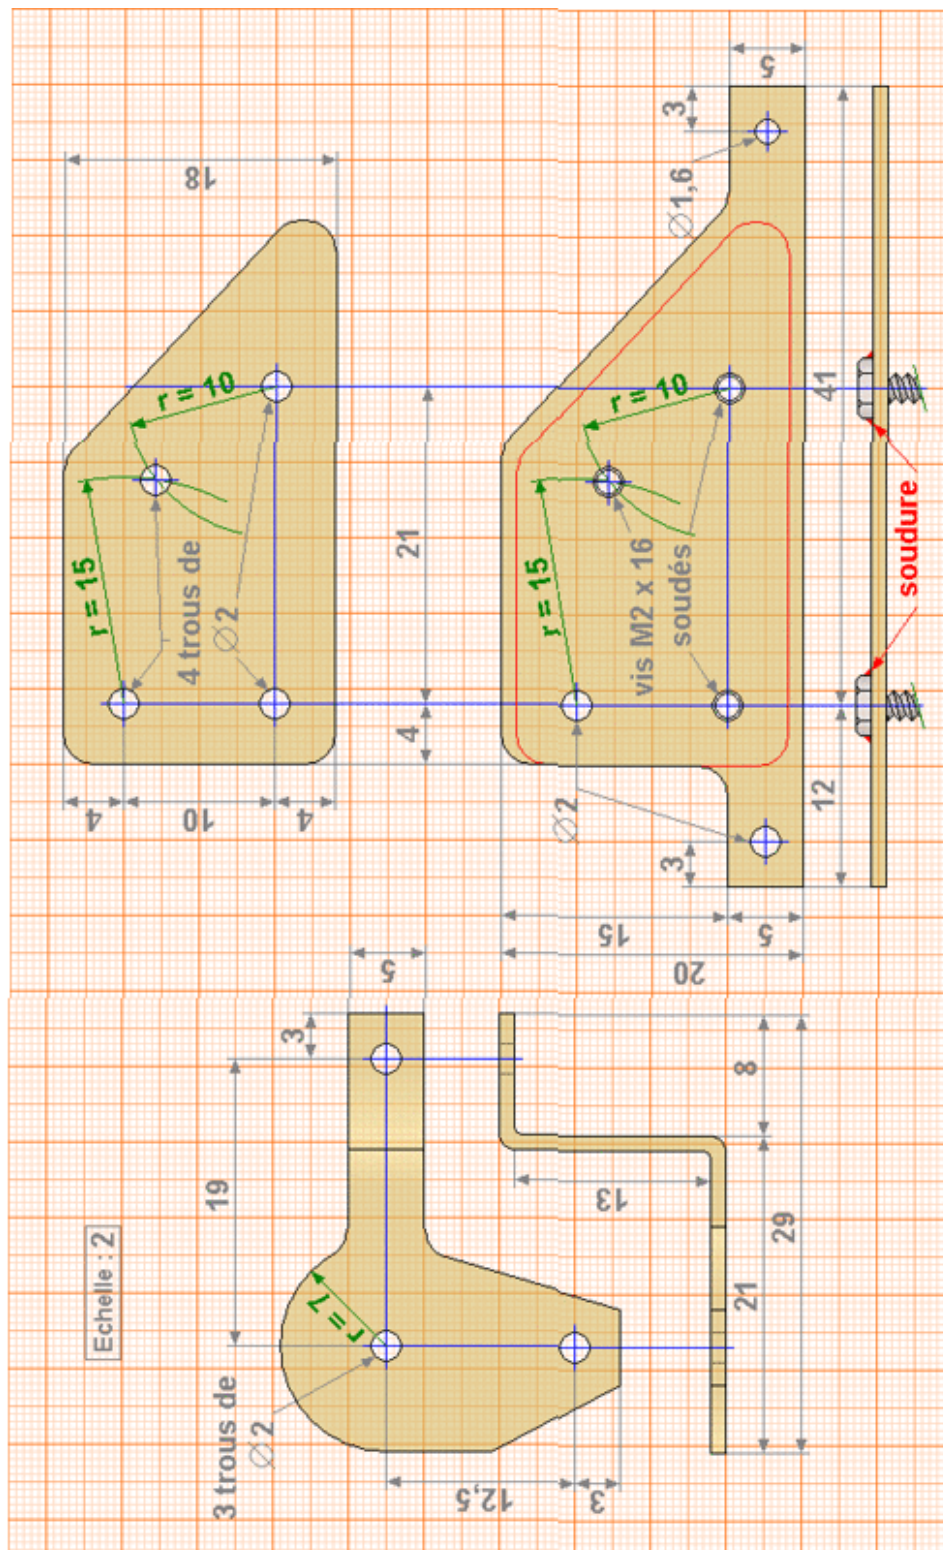 18
r = 10
r = 15
4 trous de
∅2
21
4
4
10
4
5
3
∅1,6
41
r = 10
r = 15
vis M2 x 16
soudés
soudure
∅2
12
3
15
5
20
5
3
19
8
13
29
21
Echelle : 2
r = 7
3 trous de
∅2
12,5
3